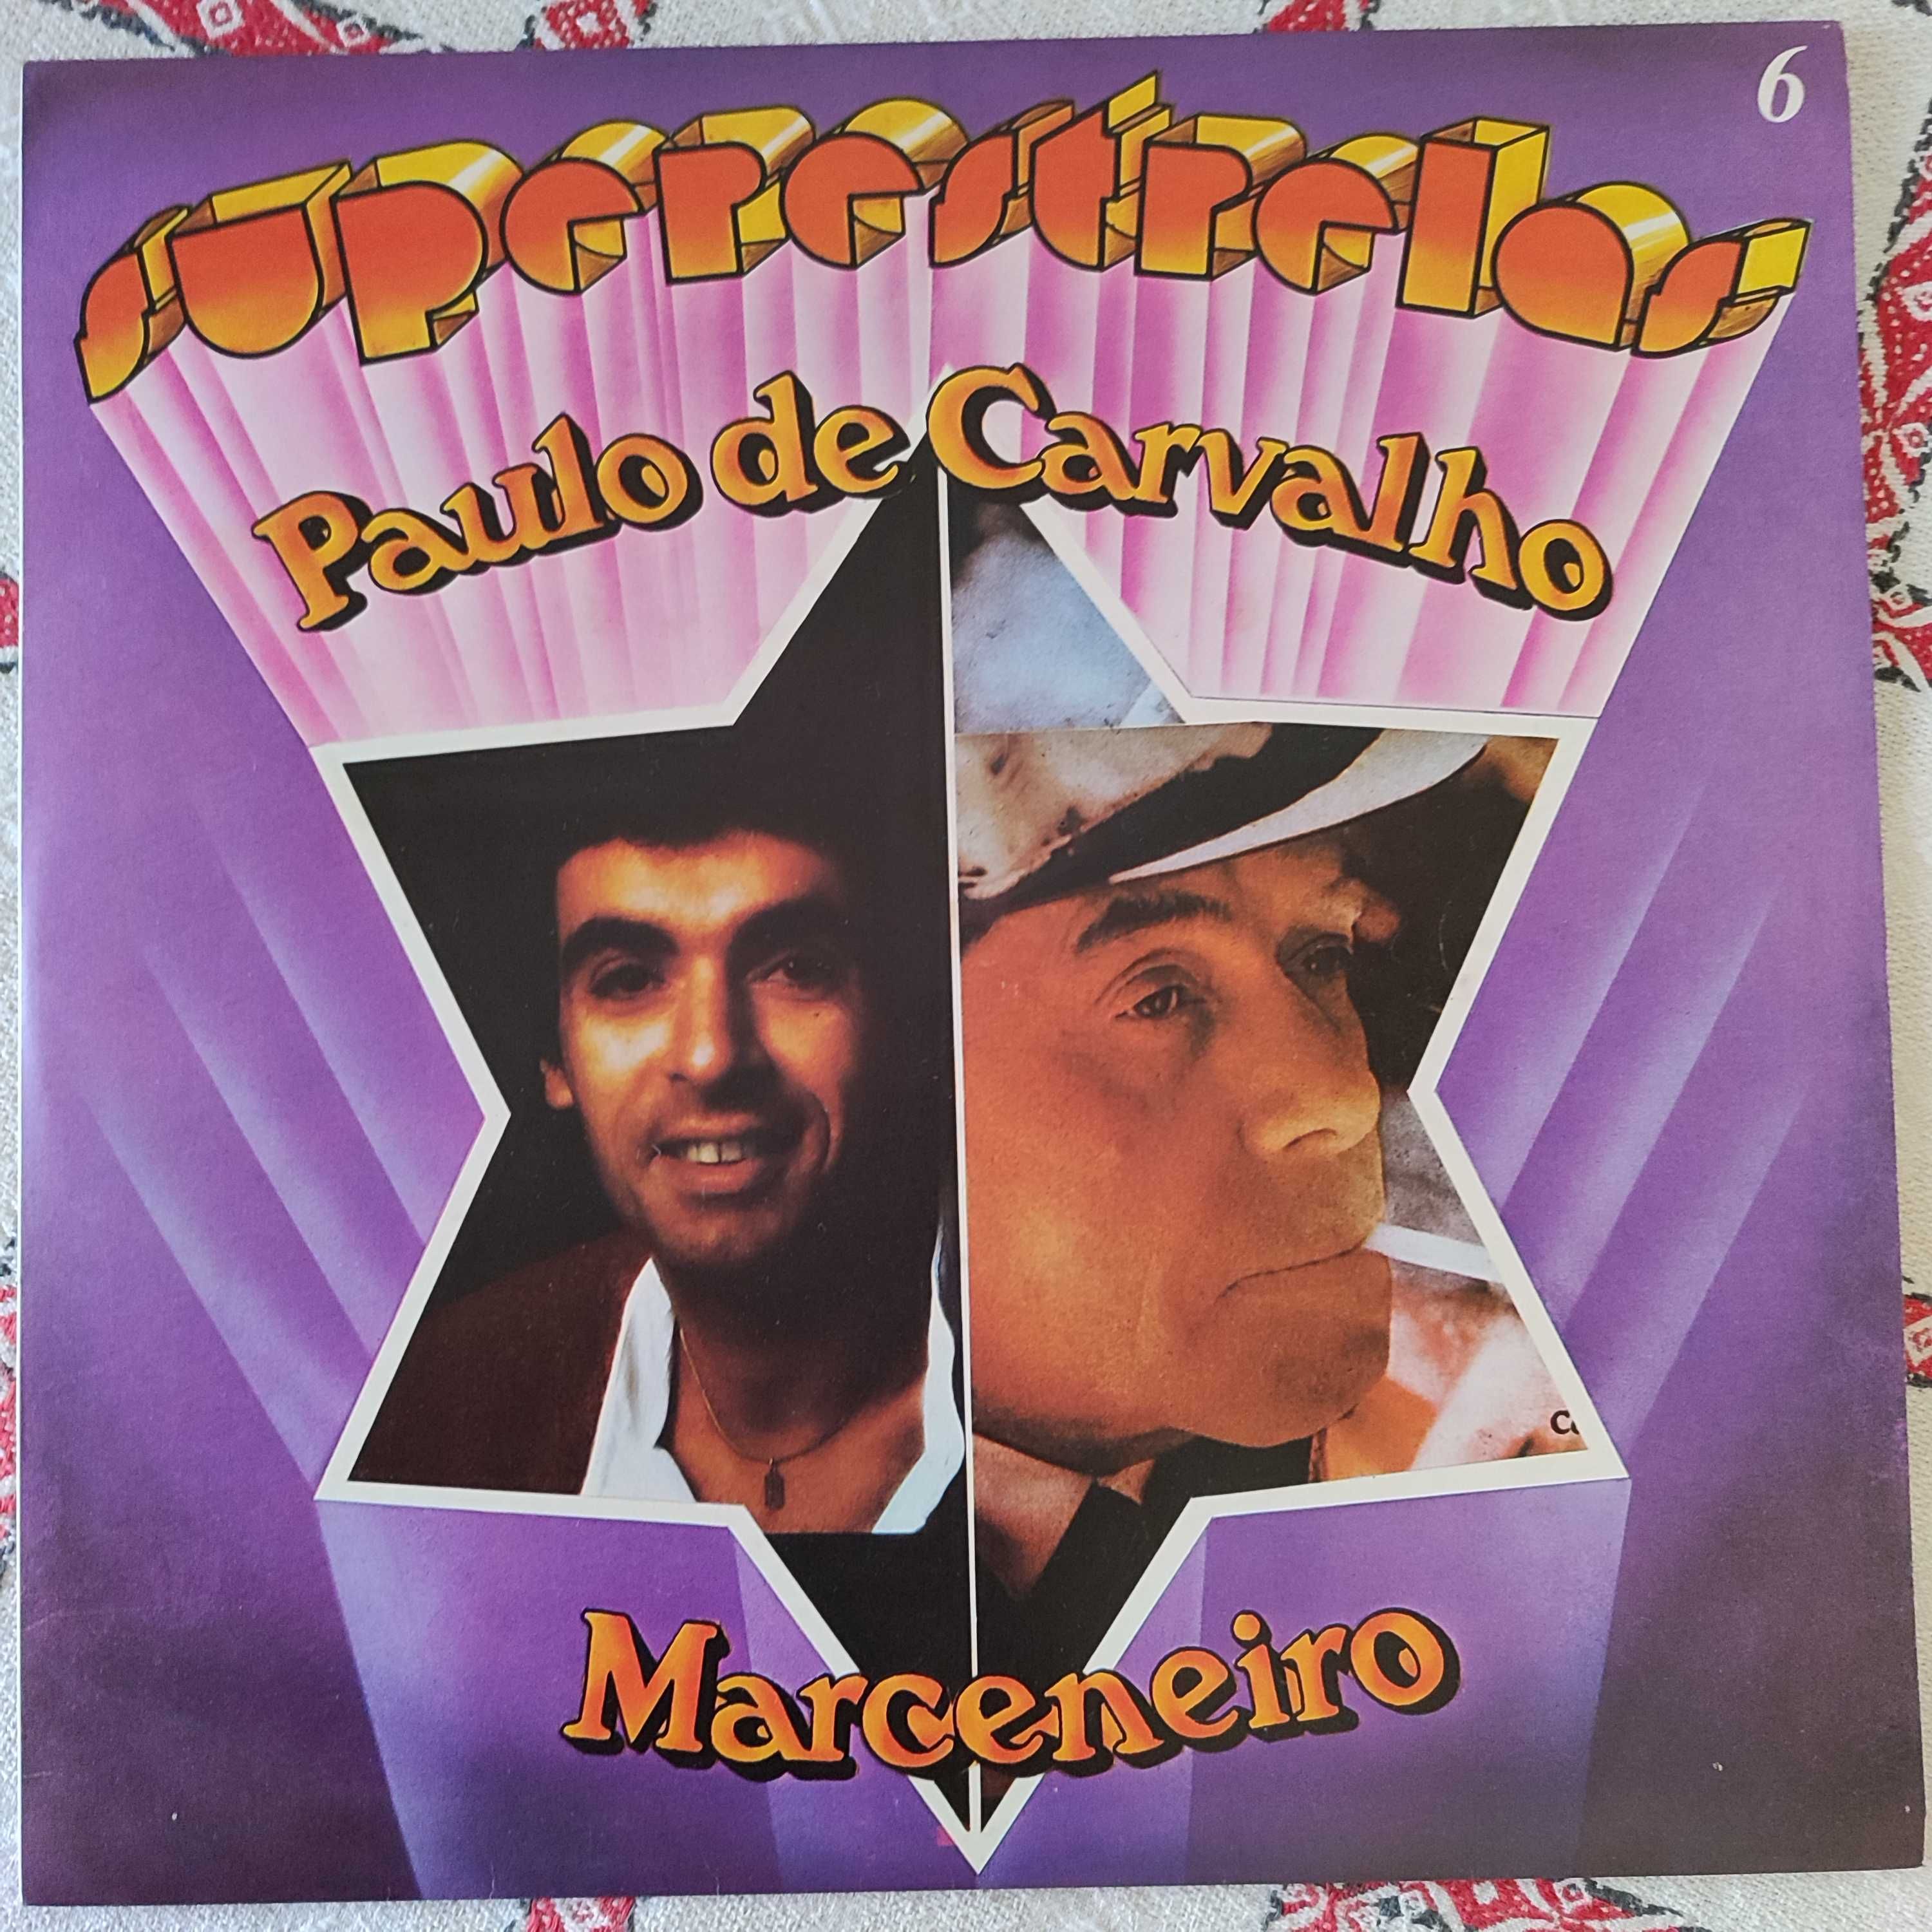 6
superestrelas
Paulo de Carvalho
Marceneiro